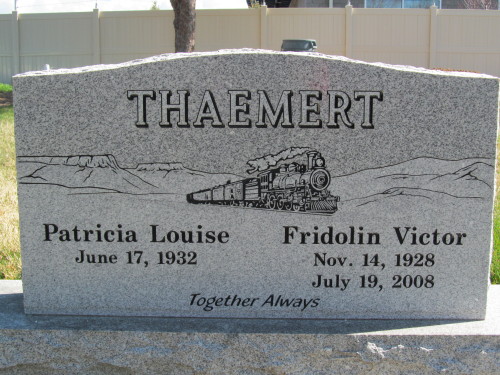 THAEMERT
Patricia Louise
June 17, 1932
Fridolin Victor
Nov. 14, 1928
July 19, 2008
Together Always